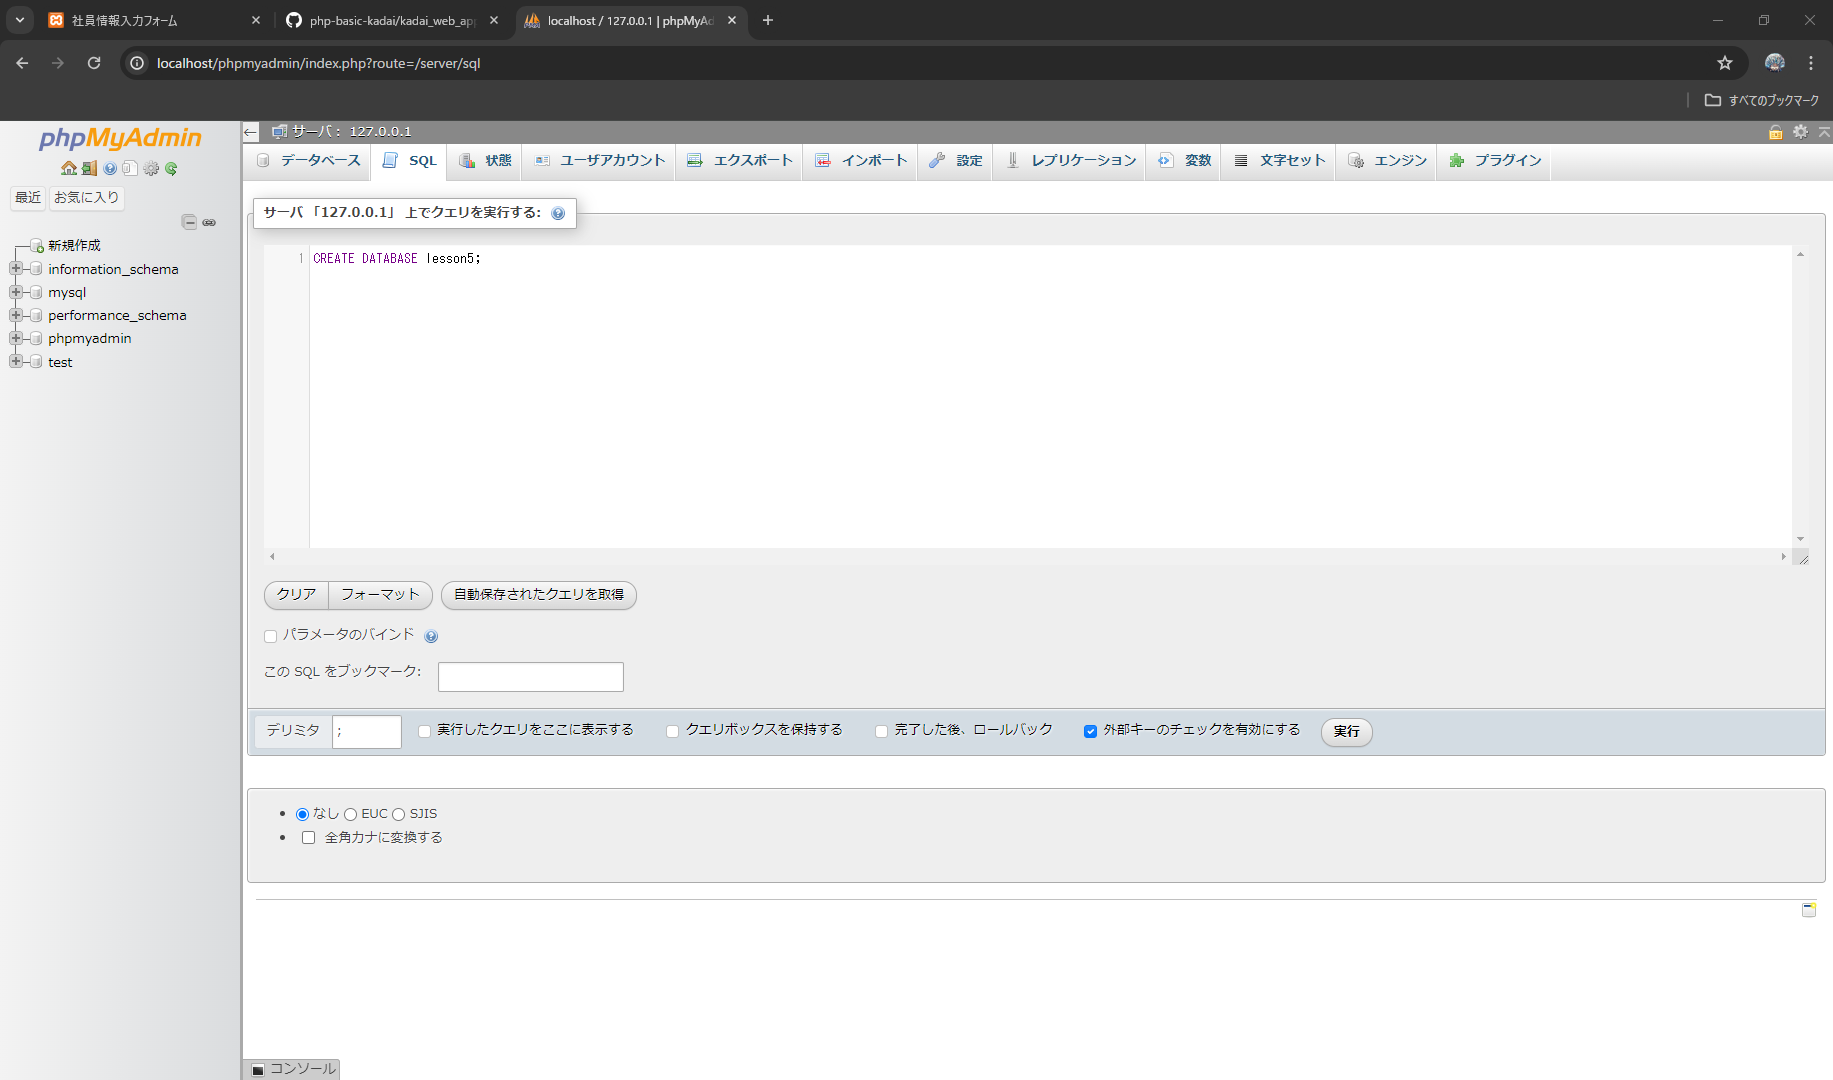 社員情報入力フォーム
php-basic-kadai/kadai_web_app
localhost / 127.0.0.1 | phpMyAd
localhost/phpmyadmin/index.php?route=/server/sql
すべてのブックマーク
phpMyAdmin
最近 お気に入り
新規作成
information_schema
mysql
performance_schema
phpmyadmin
test
サーバ： 127.0.0.1
データベース SQL 状態 ユーザアカウント エクスポート インポート 設定 レプリケーション 変数 文字セット エンジン プラグイン
サーバ 「127.0.0.1」 上でクエリを実行する:
1 CREATE DATABASE lesson5;
クリア フォーマット 自動保存されたクエリを取得
パラメータのバインド
この SQL をブックマーク:
デリミタ ; 実行したクエリをここに表示する クエリボックスを保持する 完了した後、ロールバック 外部キーのチェックを有効にする 実行
なし EUC SJIS
全角カナに変換する
コンソール